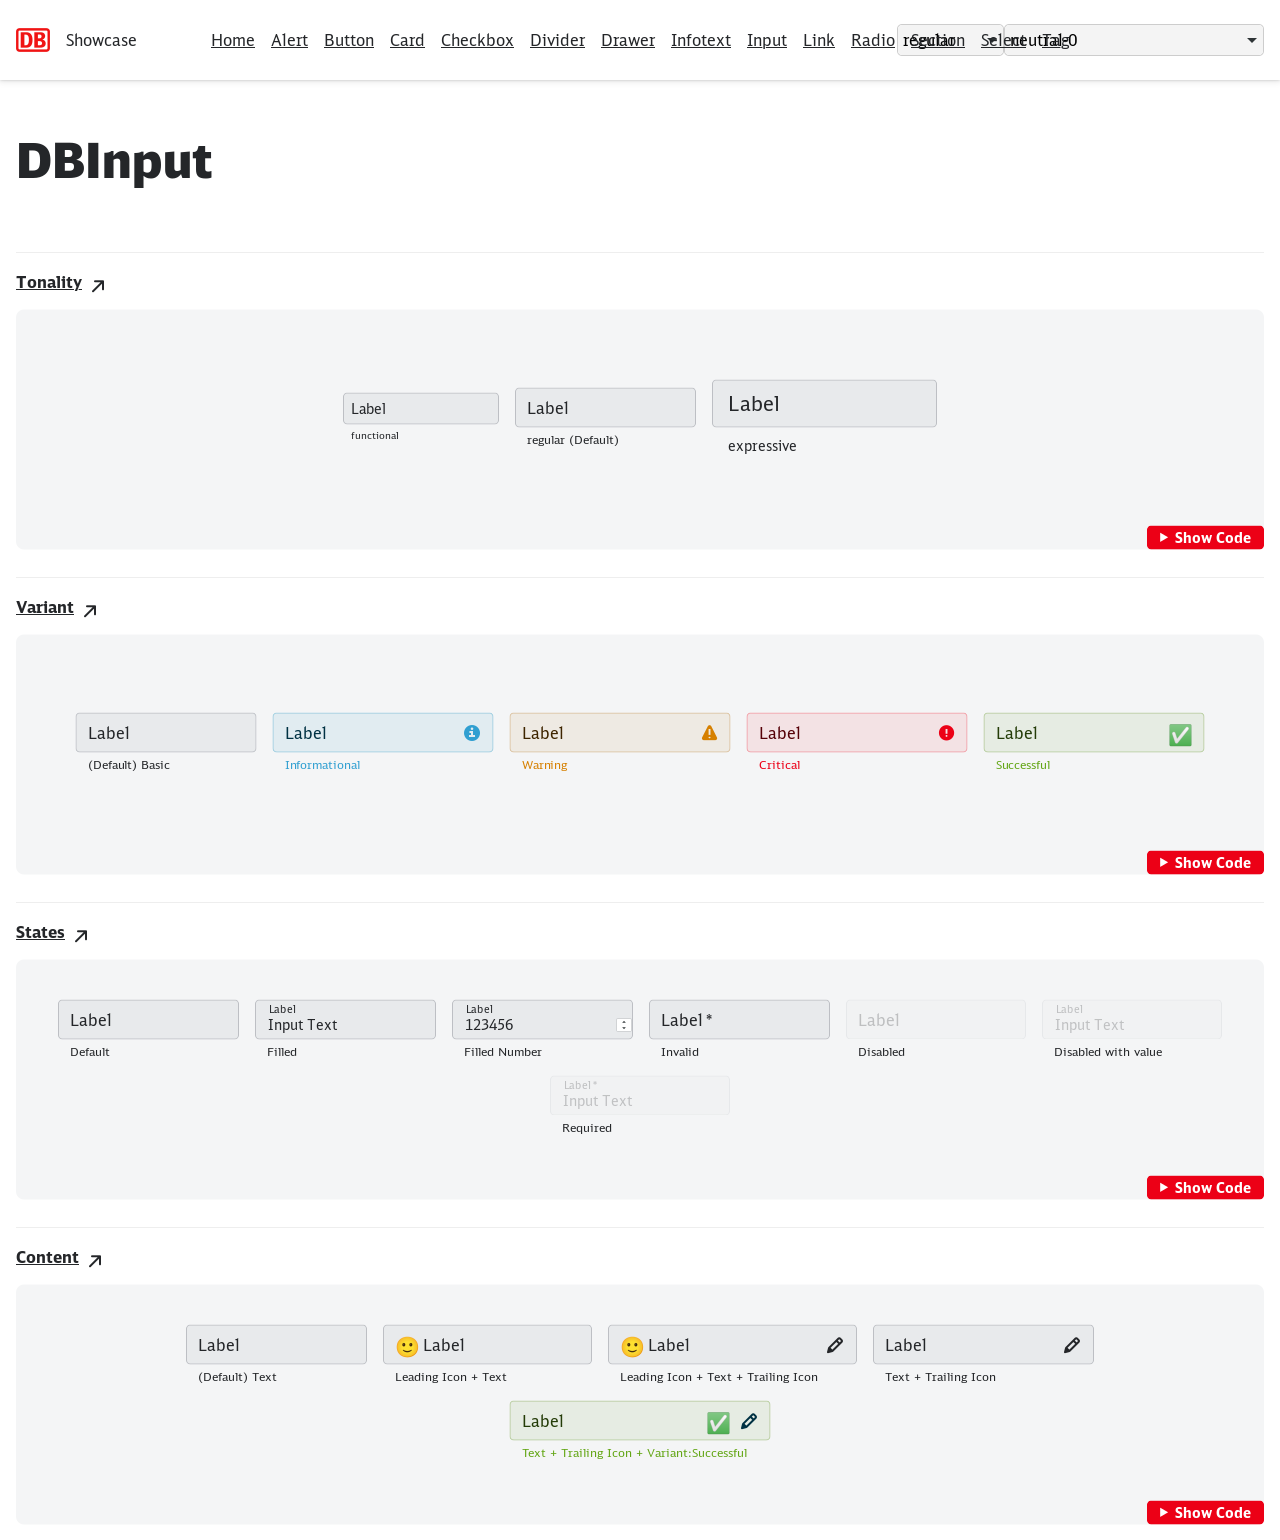 DB Showcase Home Alert Button Card Checkbox Divider Drawer Infotext Input Link Radio Section Select Tag regular neutral-0
DBInput
Tonality
Label Label Label
functional regular (Default) expressive
Show Code
Variant
Label Label Label Label Label
(Default) Basic Informational Warning Critical Successful
Show Code
States
Label Label Label Label * Label Label
Input Text 123456 Input Text
Default Filled Filled Number Invalid Disabled Disabled with value
Label *
Input Text
Required
Show Code
Content
Label Label Label Label
(Default) Text Leading Icon + Text Leading Icon + Text + Trailing Icon Text + Trailing Icon
Label
Text + Trailing Icon + Variant:Successful
Show Code